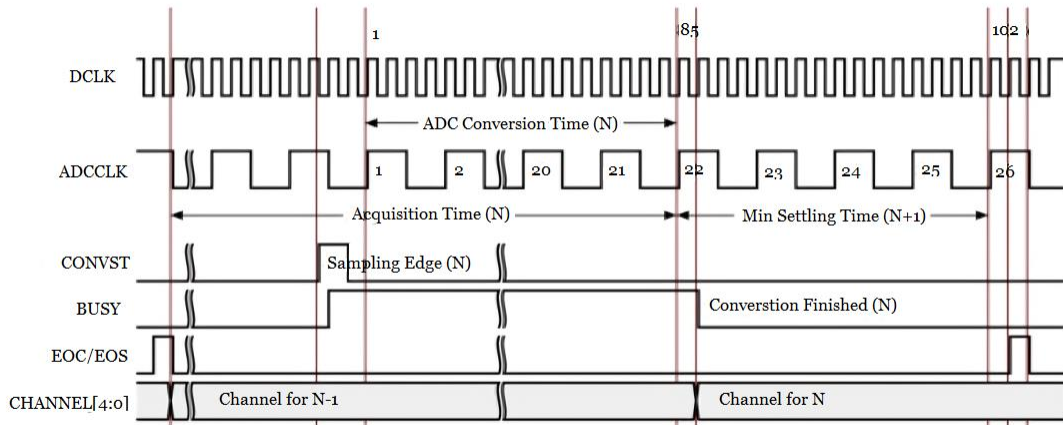 1 85 102
DCLK
ADC Conversion Time (N)
ADCCLK 1 2 20 21 22 23 24 25 26
Acquisition Time (N) Min Settling Time (N+1)
CONVST Sampling Edge (N)
BUSY Converstion Finished (N)
EOC/EOS
CHANNEL[4:0] Channel for N-1 Channel for N